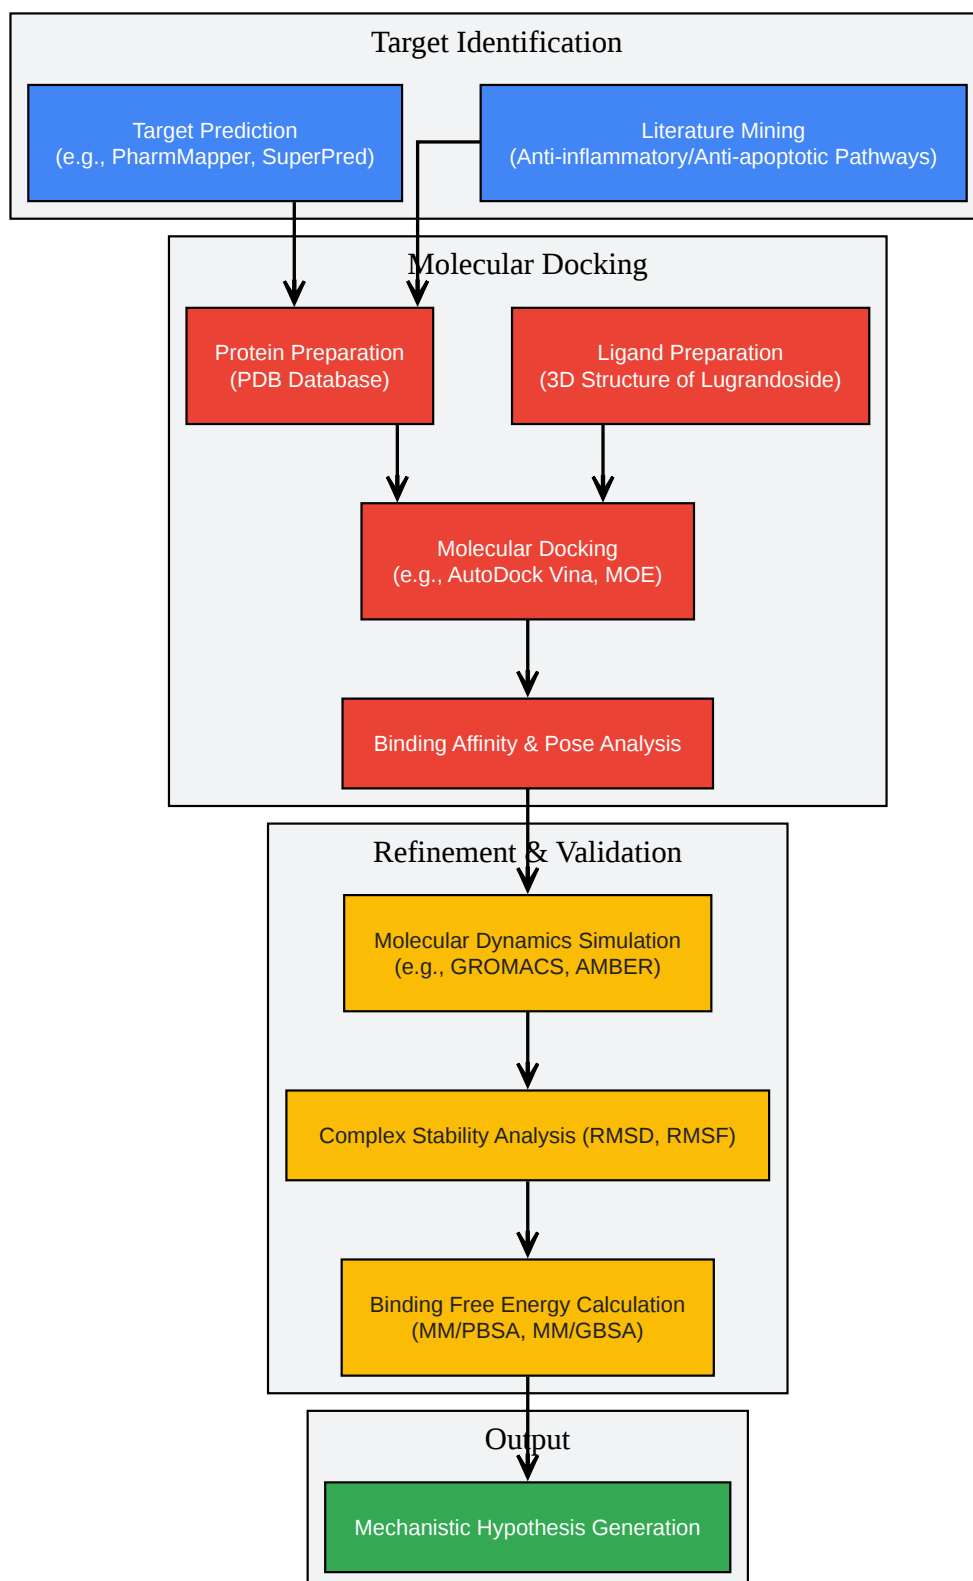 Target Identification
Target Prediction
(e.g., PharmMapper, SuperPred)
Literature Mining
(Anti-inflammatory/Anti-apoptotic Pathways)
Molecular Docking
Protein Preparation
(PDB Database)
Ligand Preparation
(3D Structure of Lugrandoside)
Molecular Docking
(e.g., AutoDock Vina, MOE)
Binding Affinity & Pose Analysis
Refinement & Validation
Molecular Dynamics Simulation
(e.g., GROMACS, AMBER)
Complex Stability Analysis (RMSD, RMSF)
Binding Free Energy Calculation
(MM/PBSA, MM/GBSA)
Output
Mechanistic Hypothesis Generation